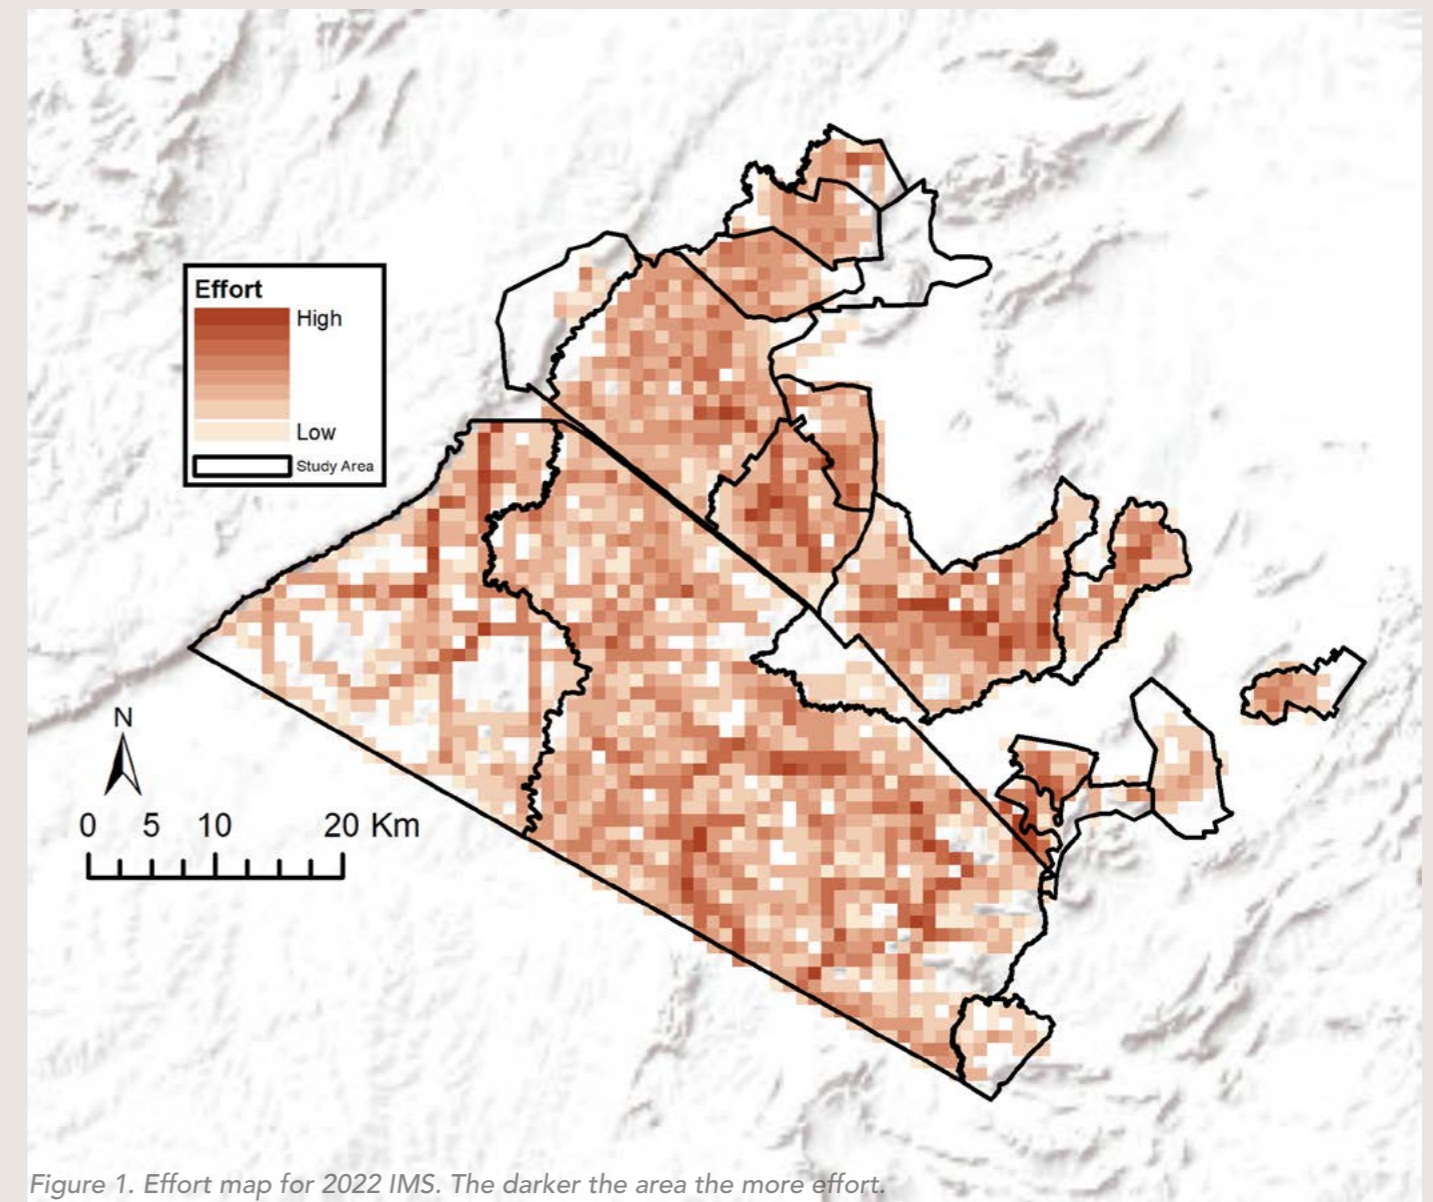 Effort
High
Low
Study Area
N
0 5 10 20 Km
Figure 1. Effort map for 2022 IMS. The darker the area the more effort.